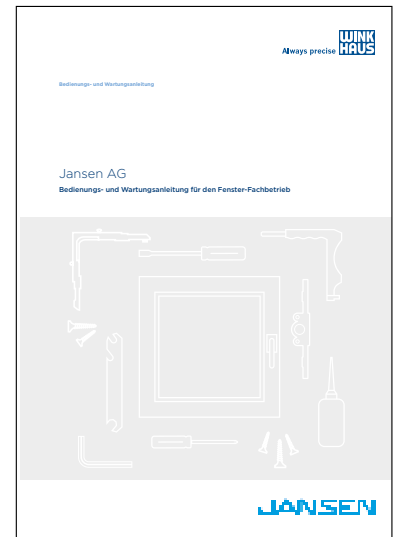 Always precise WINK
HAUS
Bedienungs- und Wartungsanleitung
Jansen AG
Bedienungs- und Wartungsanleitung für den Fenster-Fachbetrieb
JANSEN